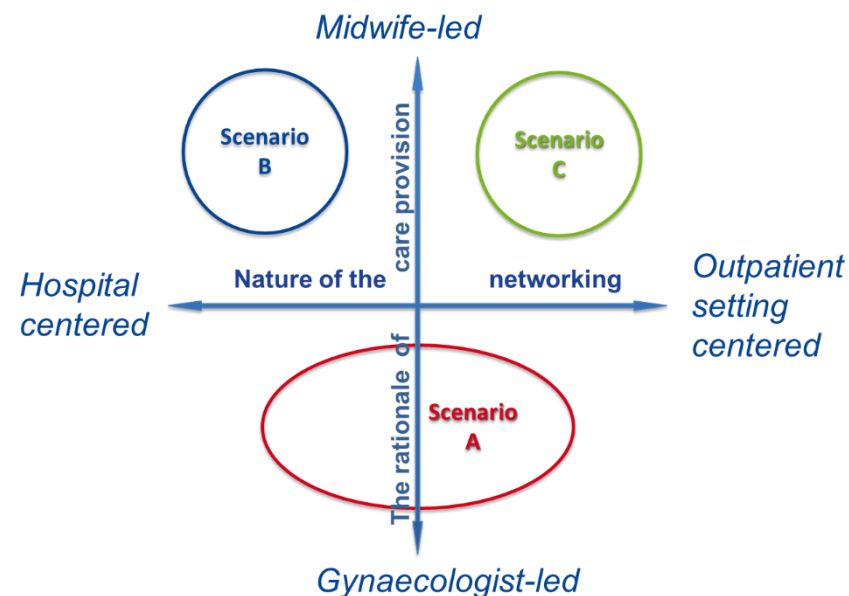 Midwife-led
Scenario
B
Scenario
C
The rationale of care provision
Nature of the networking
Hospital
centered
Outpatient
setting
centered
Scenario
A
Gynaecologist-led